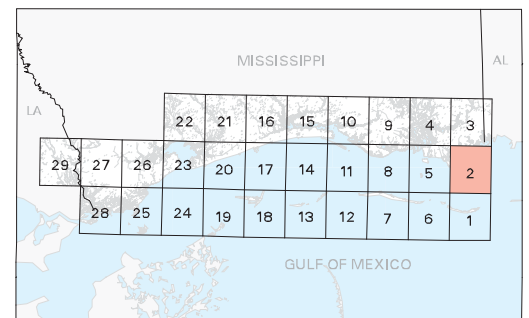 MISSISSIPPI
AL
LA
22 21 16 15 10 9 4 3
29 27 26 23 20 17 14 11 8 5 2
28 25 24 19 18 13 12 7 6 1
GULF OF MEXICO